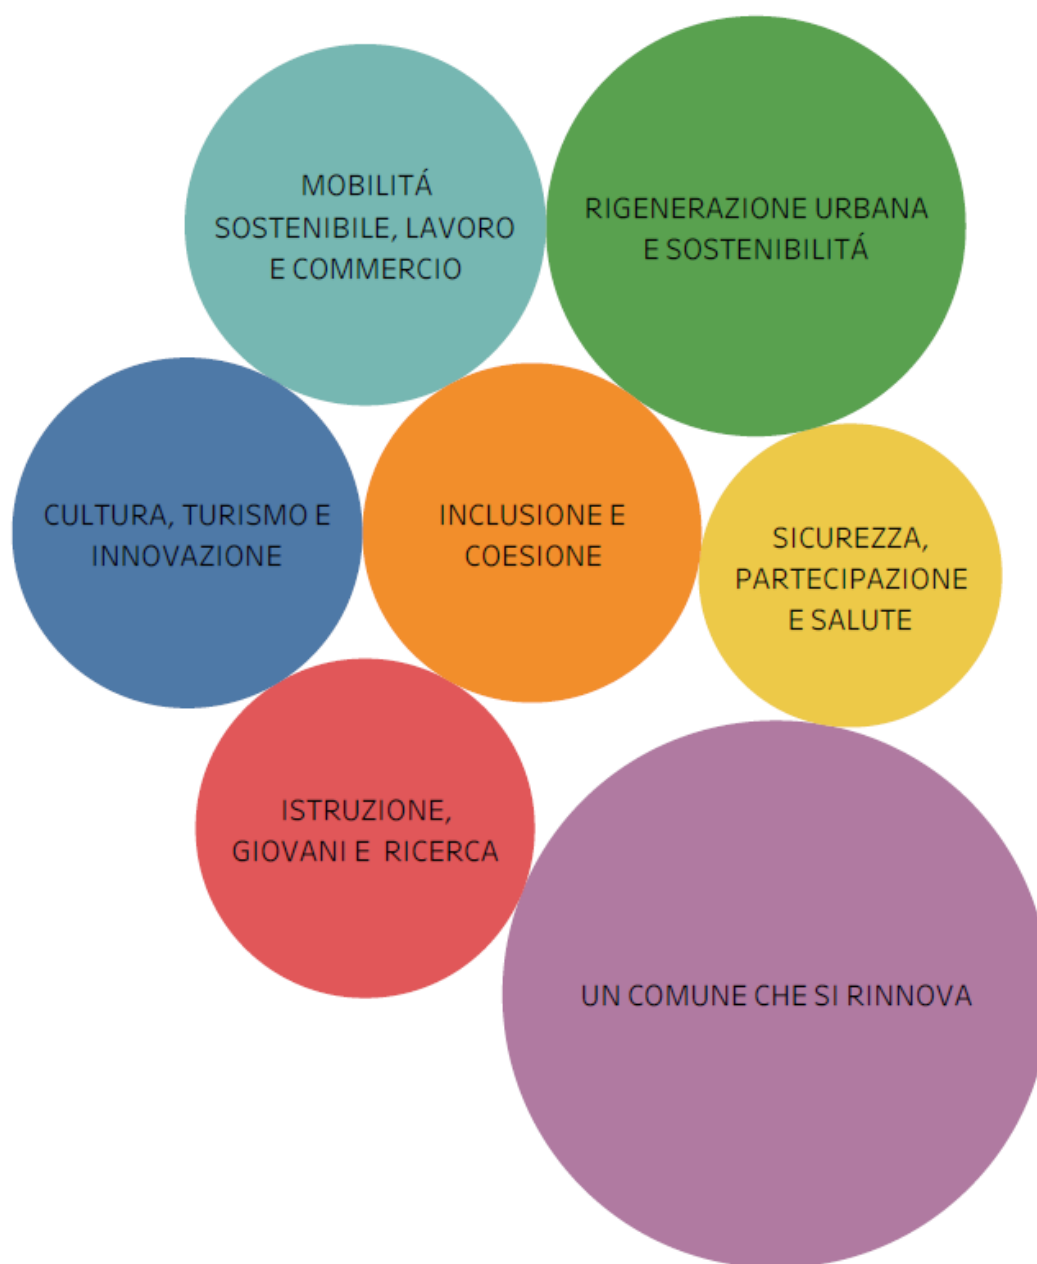 MOBILITÁ
SOSTENIBILE, LAVORO
E COMMERCIO
RIGENERAZIONE URBANA
E SOSTENIBILITÁ
CULTURA, TURISMO E
INNOVAZIONE
INCLUSIONE E
COESIONE
SICUREZZA,
PARTECIPAZIONE
E SALUTE
ISTRUZIONE,
GIOVANI E RICERCA
UN COMUNE CHE SI RINNOVA